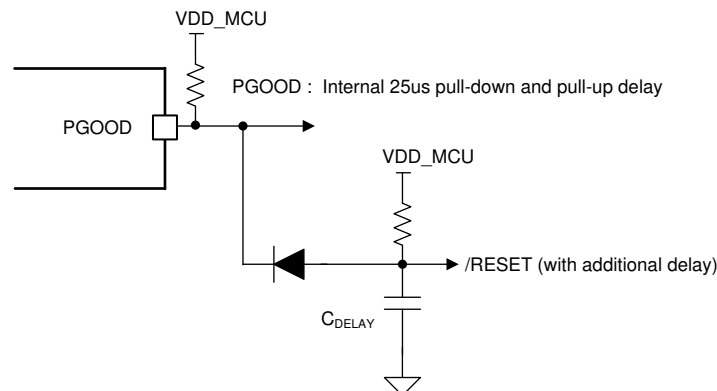 VDD_MCU
PGOOD : Internal 25us pull-down and pull-up delay
PGOOD
VDD_MCU
/RESET (with additional delay)
CDELAY